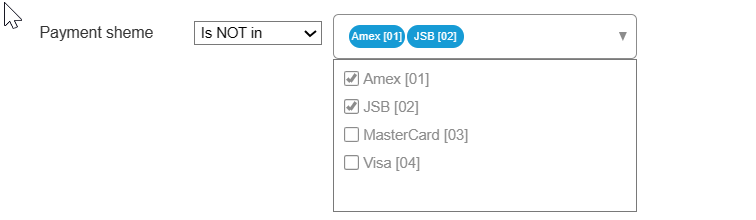 Payment sheme Is NOT in Amex [01] JSB [02]
Amex [01]
JSB [02]
MasterCard [03]
Visa [04]